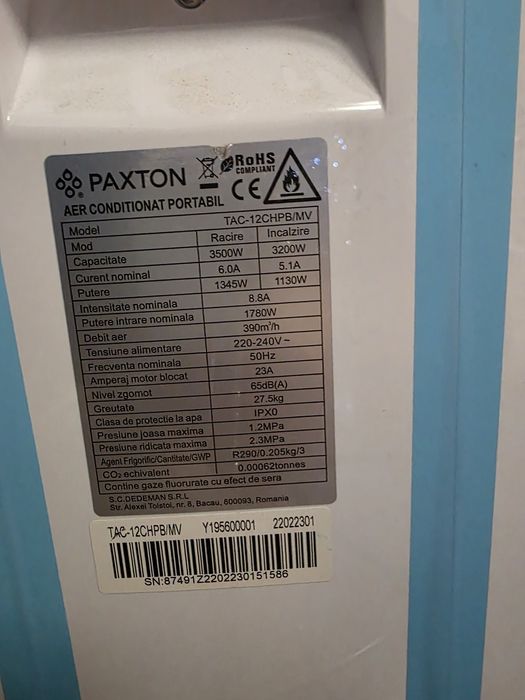 PAXTON
RoHS
COMPLIANT
CE
AER CONDITIONAT PORTABIL
Model TAC-12CHPB/MV
Mod Racire Incalzire
Capacitate 3500W 3200W
Curent nominal 6.0A 5.1A
Putere 1345W 1130W
Intensitate nominala 8.8A
Putere intrare nominala 1780W
Debit aer 390m³/h
Tensiune alimentare 220-240V~
Frecventa nominala 50Hz
Amperaj motor blocat 23A
Nivel zgomot 65dB(A)
Greutate 27.5kg
Clasa de protectie la apa IPX0
Presiune joasa maxima 1.2MPa
Presiune ridicata maxima 2.3MPa
Agent Frigorific/Cantitate/GWP R290/0.205kg/3
CO₂ echivalent 0.00062tonnes
Contine gaze fluorurate cu efect de sera
S.C.DEDEMAN S.R.L
Str. Alexei Tolstoi, nr. 8, Bacau, 600093, Romania
TAC-12CHPB/MV Y195600001 22022301
SN:87491Z2202230151586